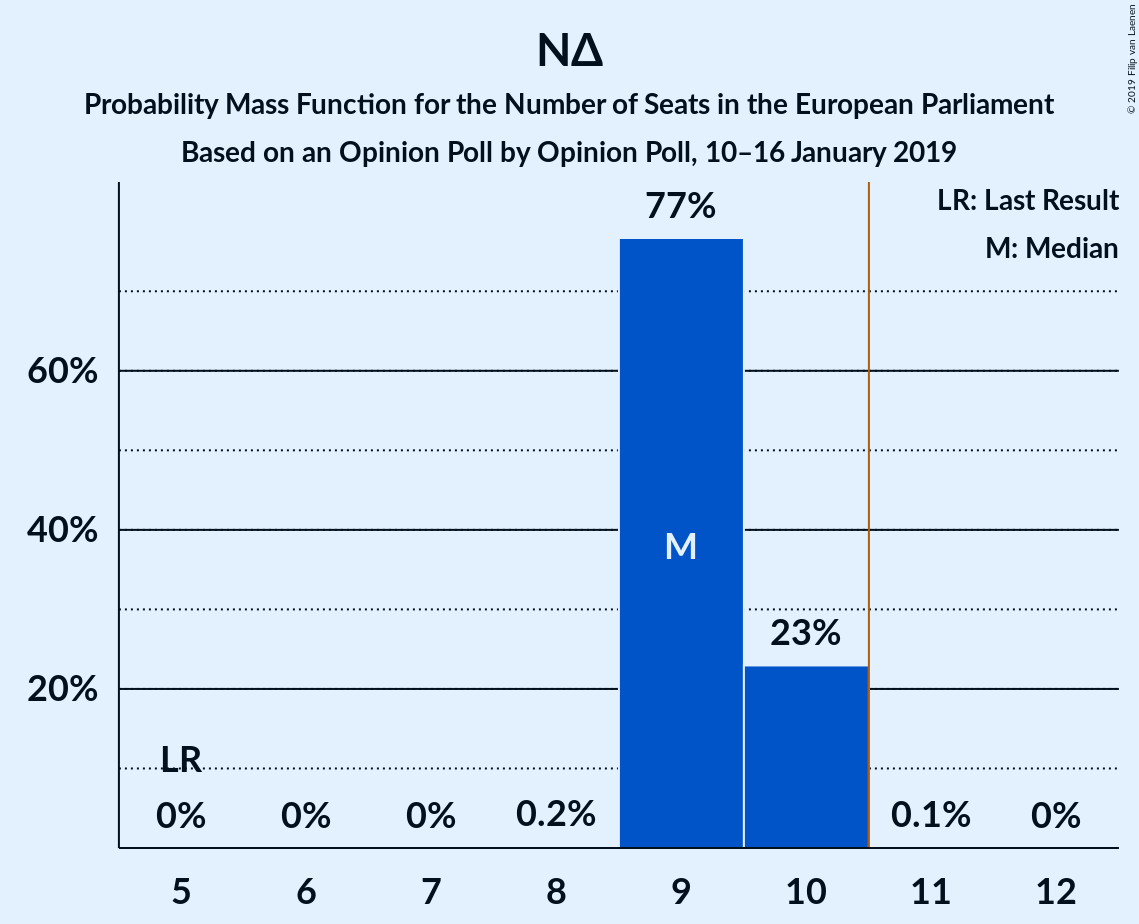 NΔ
Probability Mass Function for the Number of Seats in the European Parliament
Based on an Opinion Poll by Opinion Poll, 10–16 January 2019
© 2019 Filip van Laenen
LR: Last Result
M: Median
77%
60%
40%
20%
M
23%
LR
0%
0%
0%
0.2%
0.1%
0%
5 6 7 8 9 10 11 12